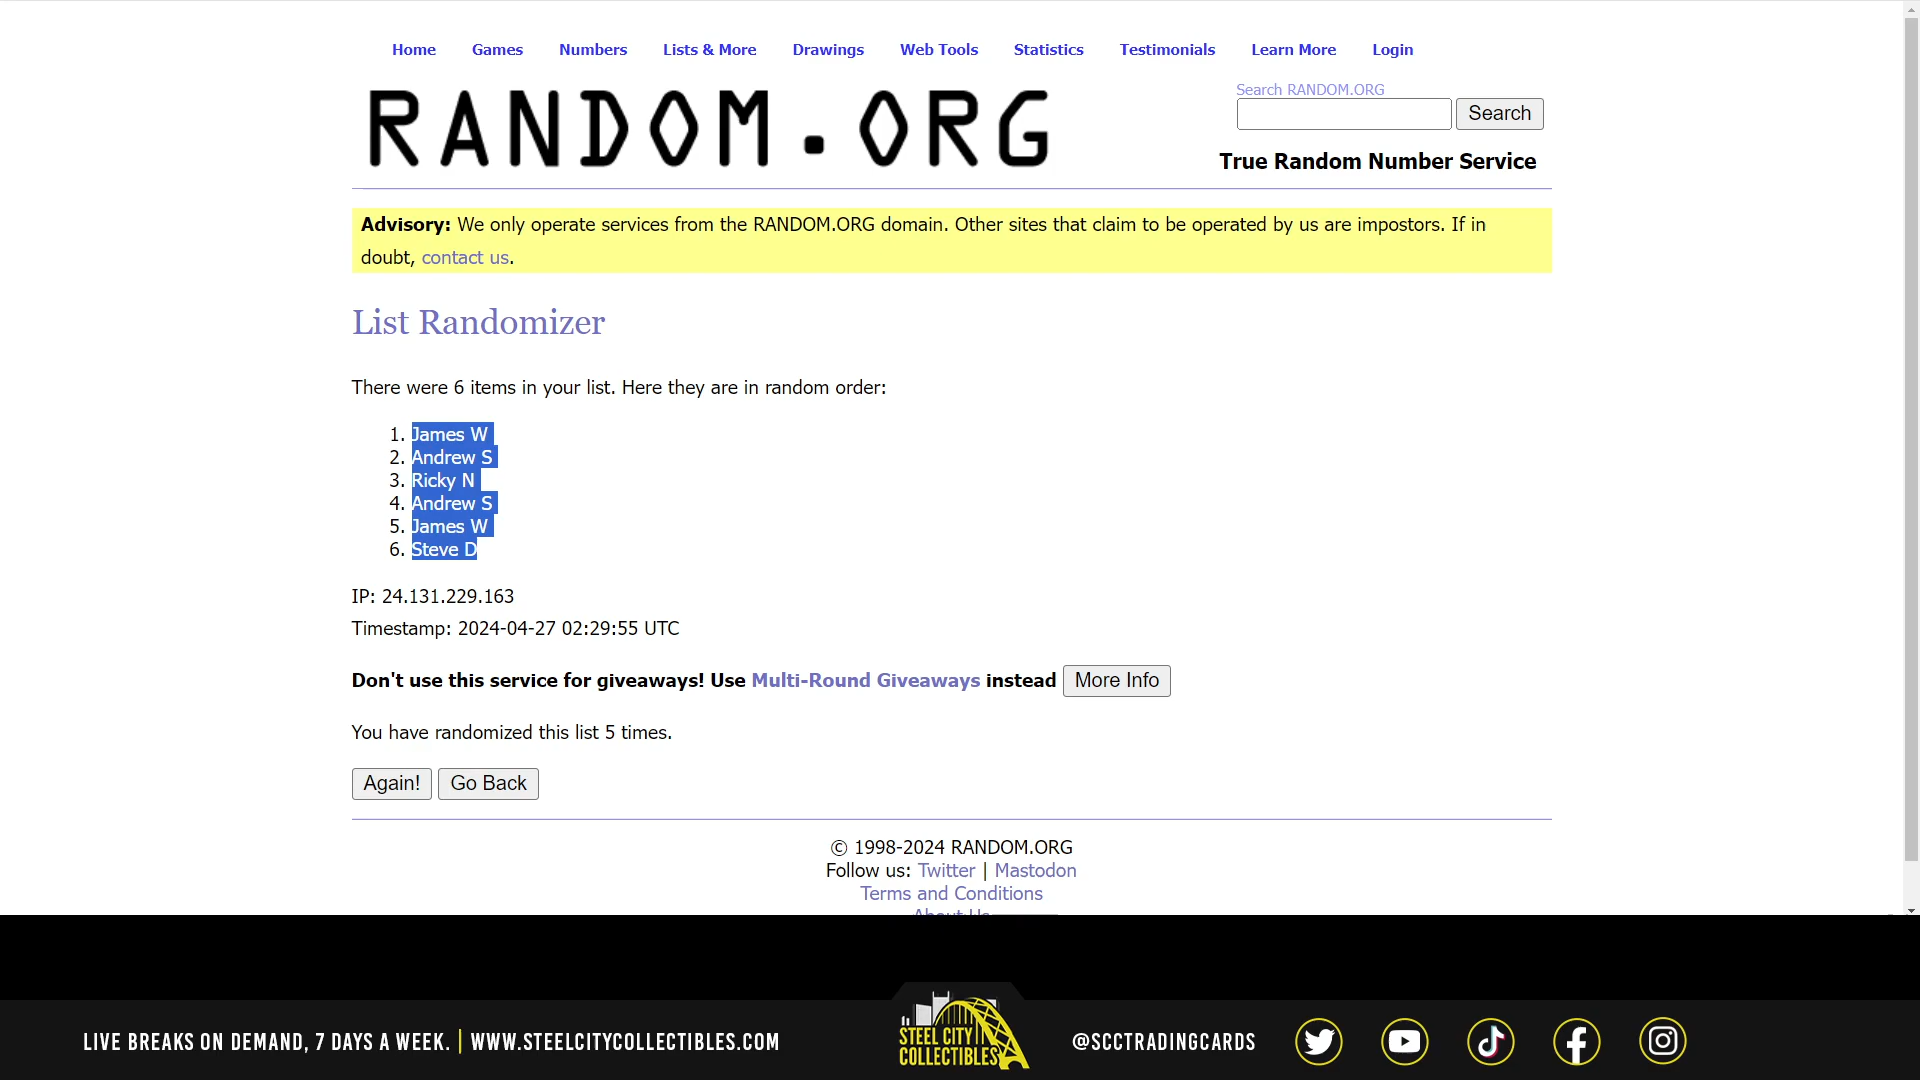 Home Games Numbers Lists & More Drawings Web Tools Statistics Testimonials Learn More Login
RANDOM.ORG
Search RANDOM.ORG
Search
True Random Number Service
Advisory: We only operate services from the RANDOM.ORG domain. Other sites that claim to be operated by us are impostors. If in
doubt, contact us.
List Randomizer
There were 6 items in your list. Here they are in random order:
1. James W
2. Andrew S
3. Ricky N
4. Andrew S
5. James W
6. Steve D
IP: 24.131.229.163
Timestamp: 2024-04-27 02:29:55 UTC
Don't use this service for giveaways! Use Multi-Round Giveaways instead More Info
You have randomized this list 5 times.
Again! Go Back
© 1998-2024 RANDOM.ORG
Follow us: Twitter | Mastodon
Terms and Conditions
About Us
LIVE BREAKS ON DEMAND, 7 DAYS A WEEK. | WWW.STEELCITYCOLLECTIBLES.COM
STEEL CITY
COLLECTIBLES
@SCCTRADINGCARDS